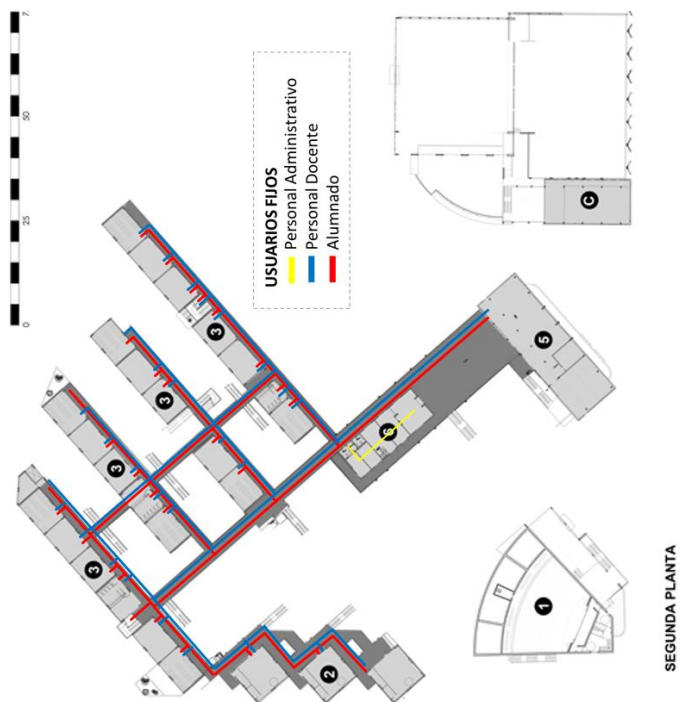 0 25 50 7.
USUARIOS FIJOS
Personal Administrativo
Personal Docente
Alumnado
3
3
3
3
2
6
5
1
C
SEGUNDA PLANTA